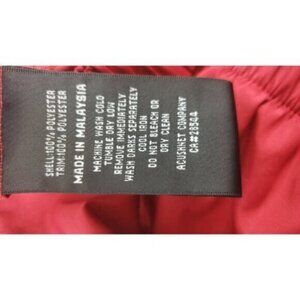 SHELL:100% POLYESTER
TRIM:100% POLYESTER
MADE IN MALAYSIA
MACHINE WASH COLD
TUMBLE DRY LOW
REMOVE IMMEDIATELY
WASH DARKS SEPARATELY
COOL IRON
DO NOT BLEACH OR
DRY CLEAN
ACUSHNET COMPANY
CA#28544